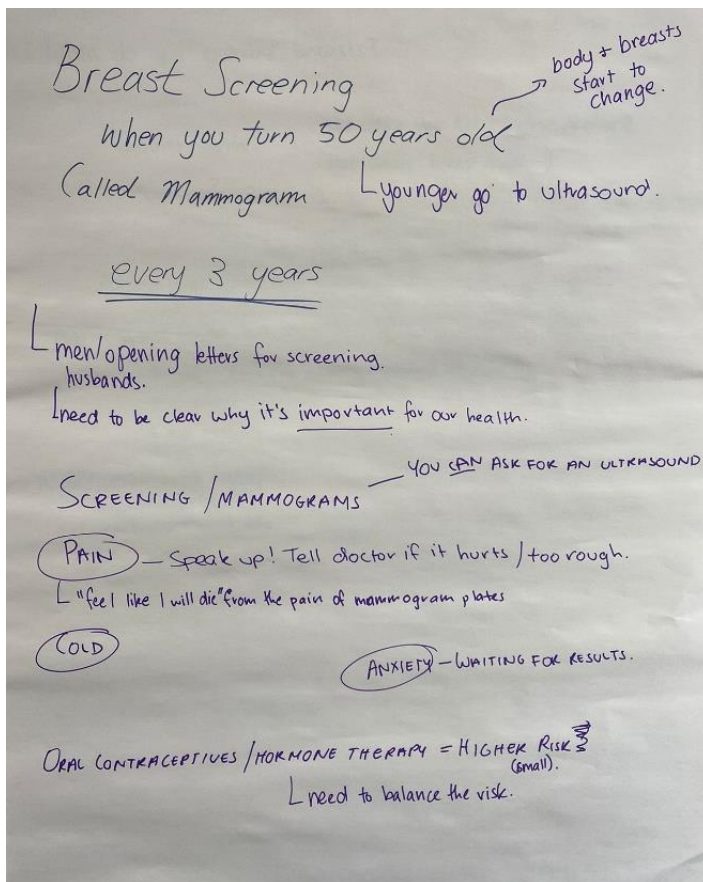 Breast Screening
body + breasts
start to
change.
when you turn 50 years old
Called Mammogram
younger go to ultrasound.
every 3 years
men/opening letters for screening.
husbands.
need to be clear why it's important for our health.
YOU CAN ASK FOR AN ULTRASOUND
SCREENING / MAMMOGRAMS
PAIN – Speak up! Tell doctor if it hurts / too rough.
"feel like I will die" from the pain of mammogram plates
COLD
ANXIETY – WAITING FOR RESULTS.
ORAL CONTRACEPTIVES / HORMONE THERAPY = HIGHER RISK
(small).
need to balance the risk.